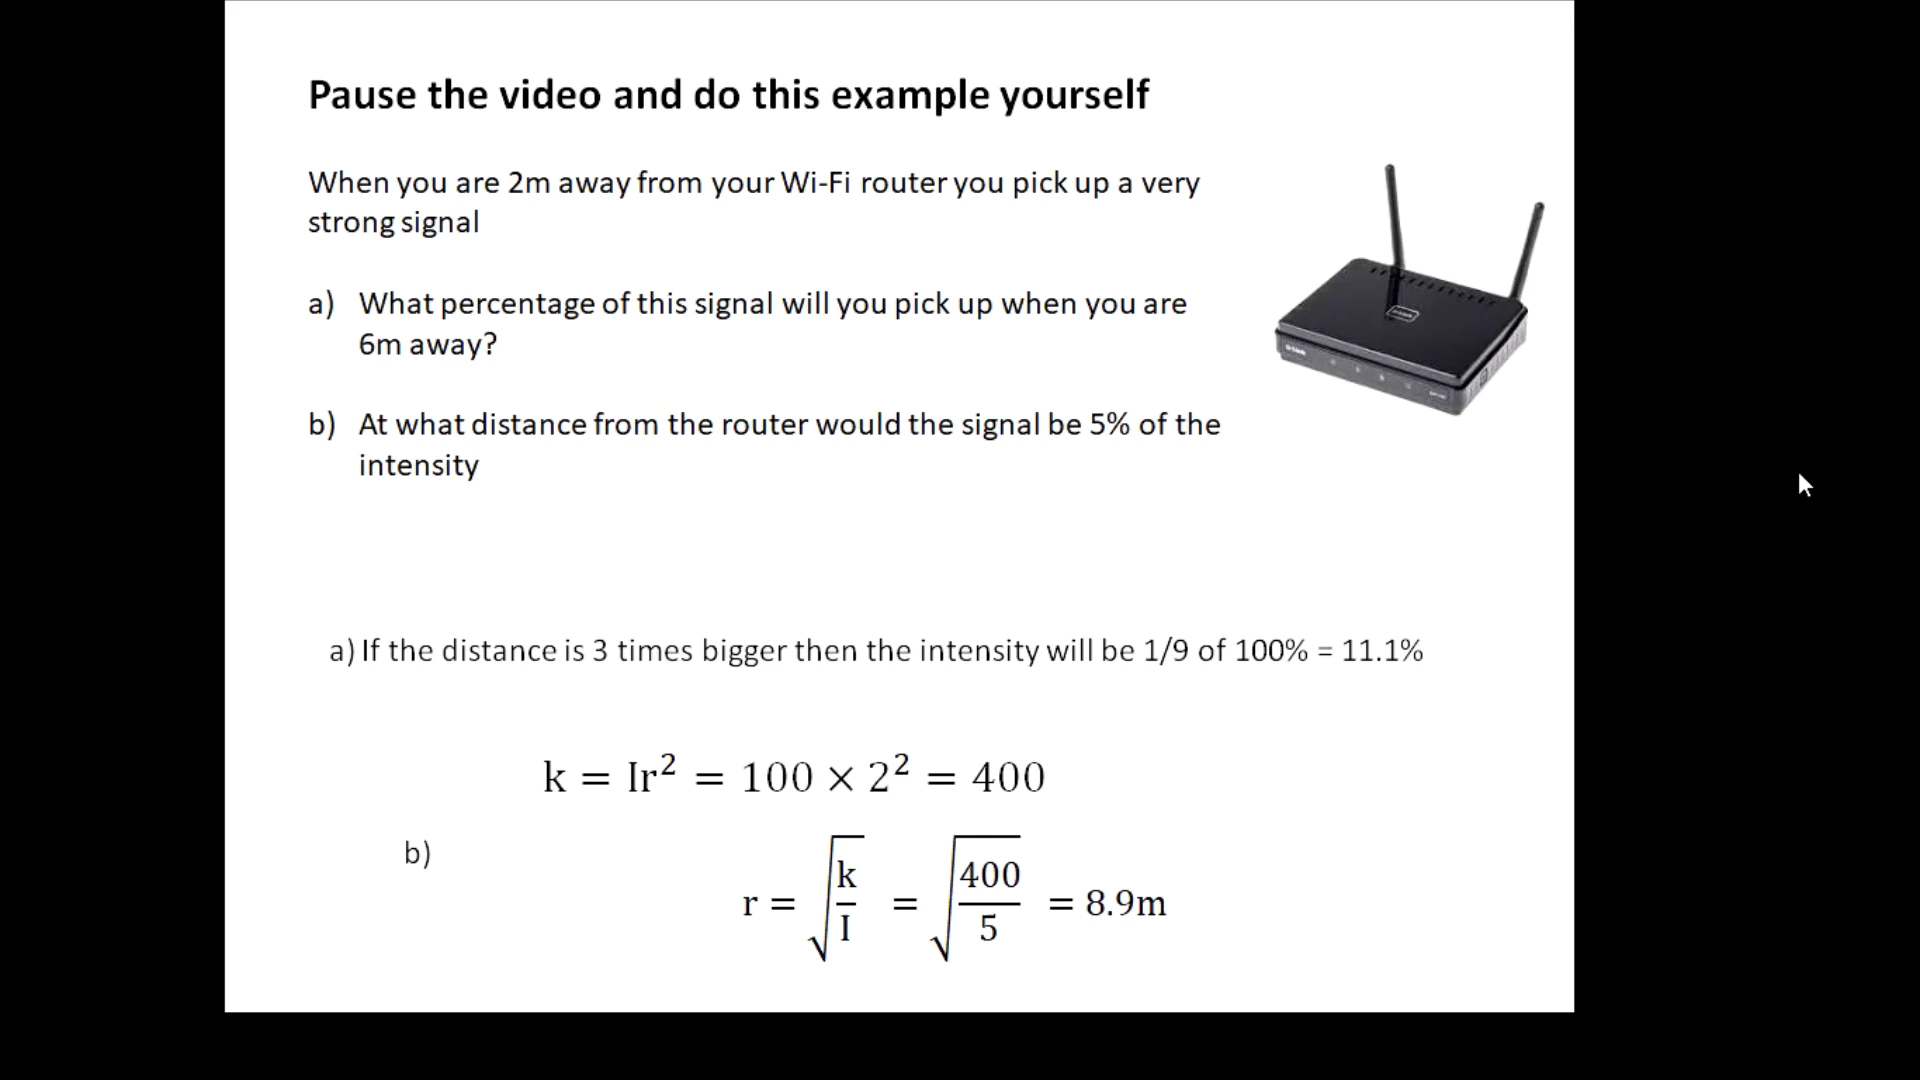 Pause the video and do this example yourself
When you are 2m away from your Wi-Fi router you pick up a very
strong signal
a) What percentage of this signal will you pick up when you are
6m away?
b) At what distance from the router would the signal be 5% of the
intensity
a) If the distance is 3 times bigger then the intensity will be 1/9 of 100% = 11.1%
k = Ir² = 100 × 2² = 400
b)
r = √(k/I) = √(400/5) = 8.9m